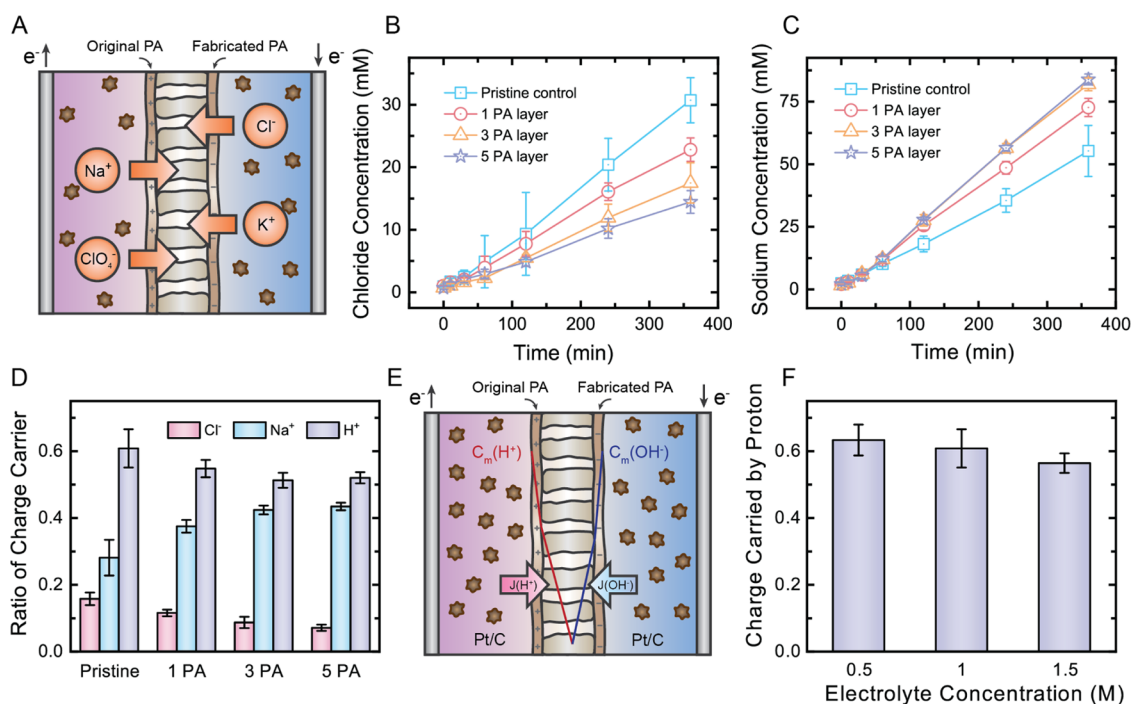 A
Original PA
Fabricated PA
e-
e-
Cl-
Na+
K+
ClO4-
B
Chloride Concentration (mM)
30
20
10
0
Pristine control
1 PA layer
3 PA layer
5 PA layer
0 100 200 300 400
Time (min)
C
Sodium Concentration (mM)
75
50
25
0
Pristine control
1 PA layer
3 PA layer
5 PA layer
0 100 200 300 400
Time (min)
D
Ratio of Charge Carrier
0.6
0.4
0.2
0.0
Cl- Na+ H+
Pristine 1 PA 3 PA 5 PA
E
Original PA
Fabricated PA
e-
e-
Cm(H+)
Cm(OH-)
J(H+)
J(OH-)
Pt/C
Pt/C
F
Charge Carried by Proton
0.6
0.4
0.2
0.0
0.5 1 1.5
Electrolyte Concentration (M)